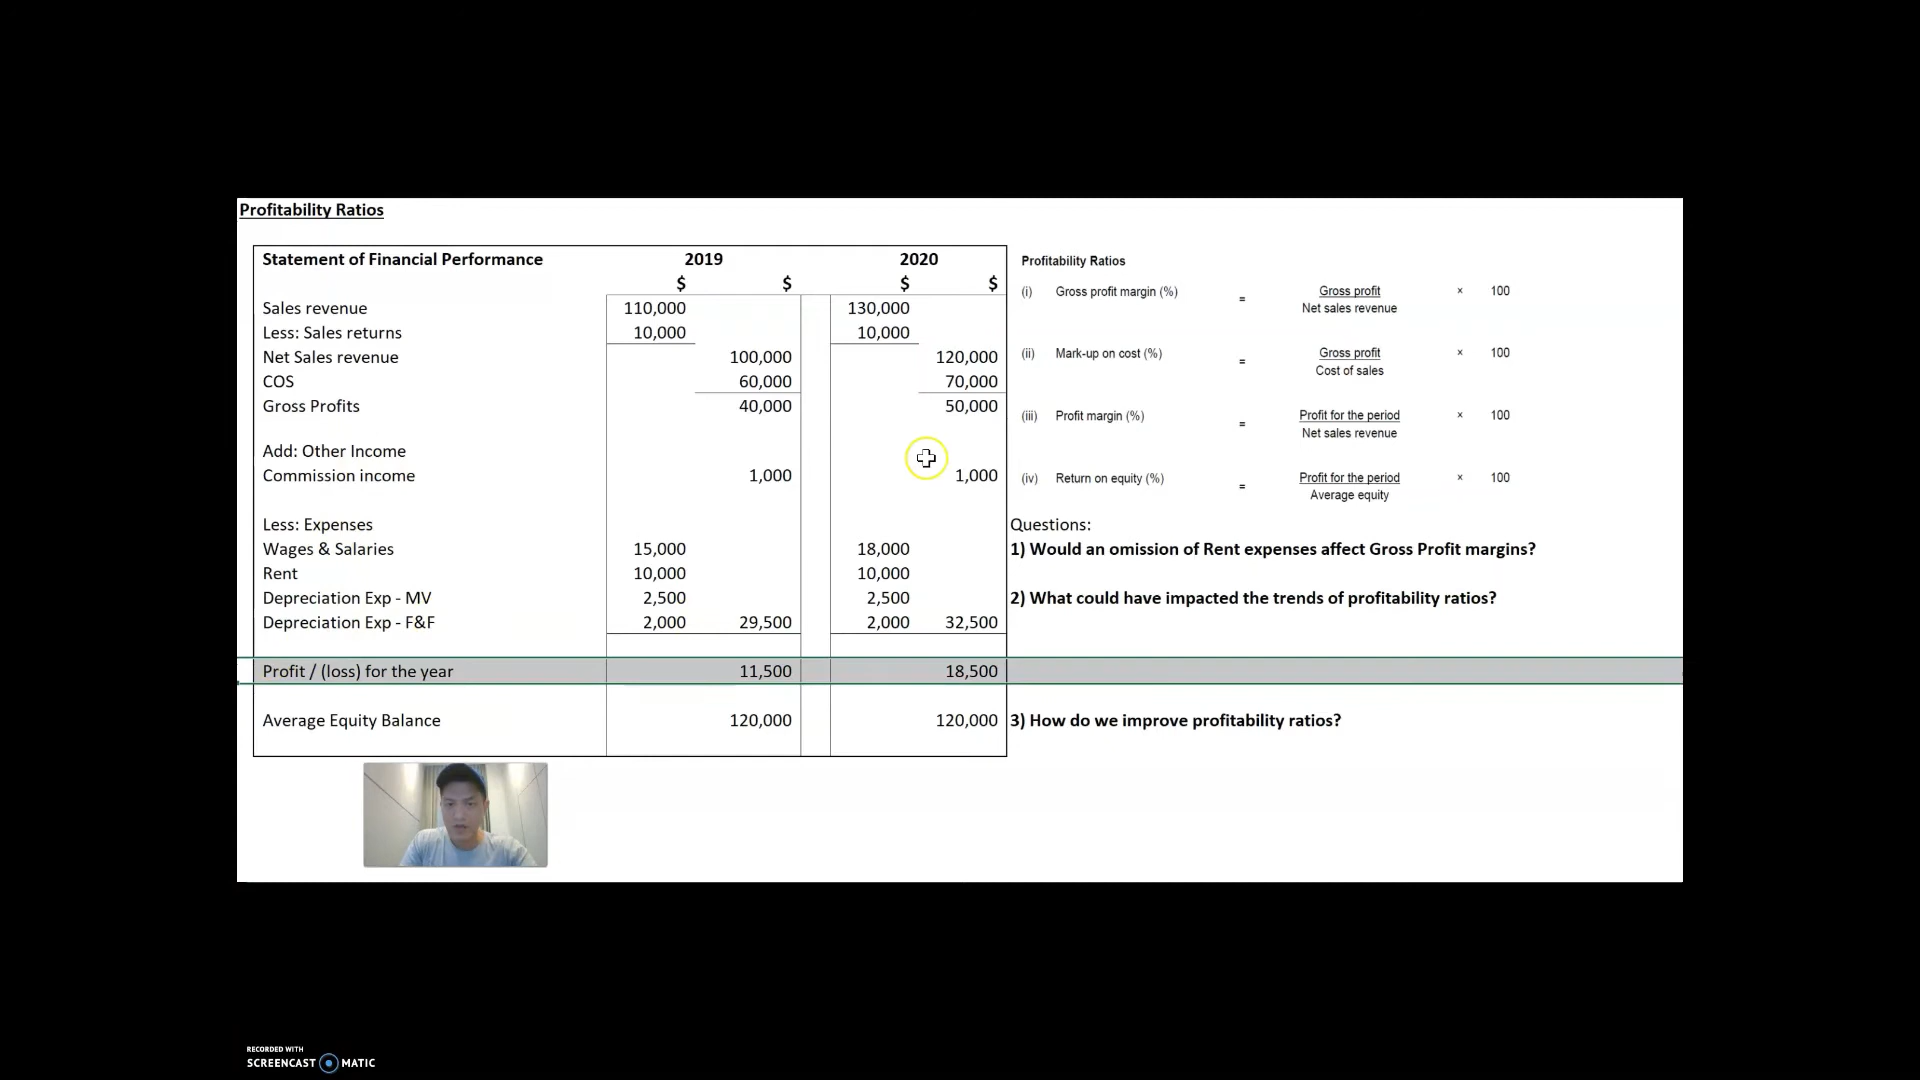 Profitability Ratios
Statement of Financial Performance 2019 2020
$ $ $ $
Sales revenue 110,000 130,000
Less: Sales returns 10,000 10,000
Net Sales revenue 100,000 120,000
COS 60,000 70,000
Gross Profits 40,000 50,000
Add: Other Income
Commission income 1,000 1,000
Less: Expenses
Wages & Salaries 15,000 18,000
Rent 10,000 10,000
Depreciation Exp - MV 2,500 2,500
Depreciation Exp - F&F 2,000 29,500 2,000 32,500
Profit / (loss) for the year 11,500 18,500
Average Equity Balance 120,000 120,000
Profitability Ratios
(i) Gross profit margin (%) = Gross profit × 100
Net sales revenue
(ii) Mark-up on cost (%) = Gross profit × 100
Cost of sales
(iii) Profit margin (%) = Profit for the period × 100
Net sales revenue
(iv) Return on equity (%) = Profit for the period × 100
Average equity
Questions:
1) Would an omission of Rent expenses affect Gross Profit margins?
2) What could have impacted the trends of profitability ratios?
3) How do we improve profitability ratios?
RECORDED WITH
SCREENCAST MATIC